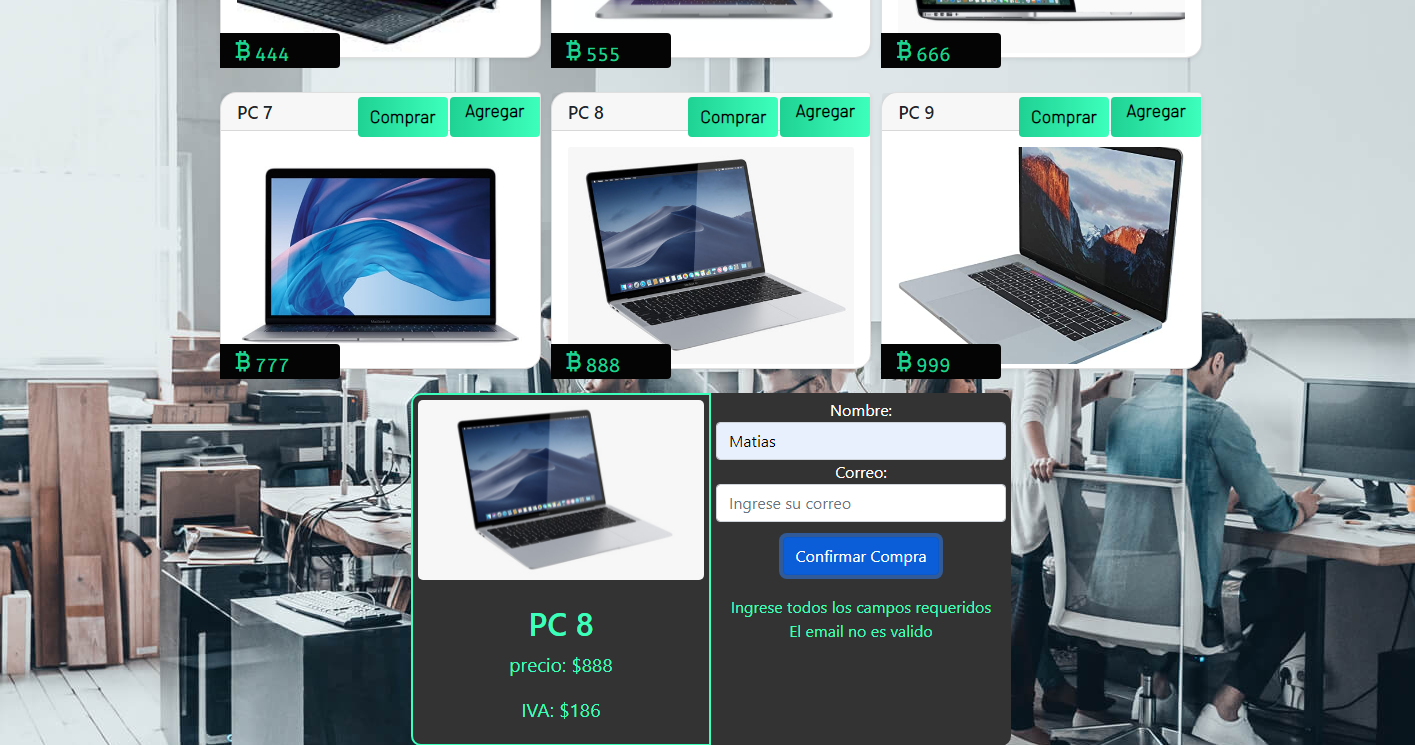 ₿ 444
₿ 555
₿ 666
PC 7
Comprar
Agregar
PC 8
Comprar
Agregar
PC 9
Comprar
Agregar
₿ 777
₿ 888
₿ 999
PC 8
precio: $888
IVA: $186
Nombre:
Matias
Correo:
Ingrese su correo
Confirmar Compra
Ingrese todos los campos requeridos
El email no es valido